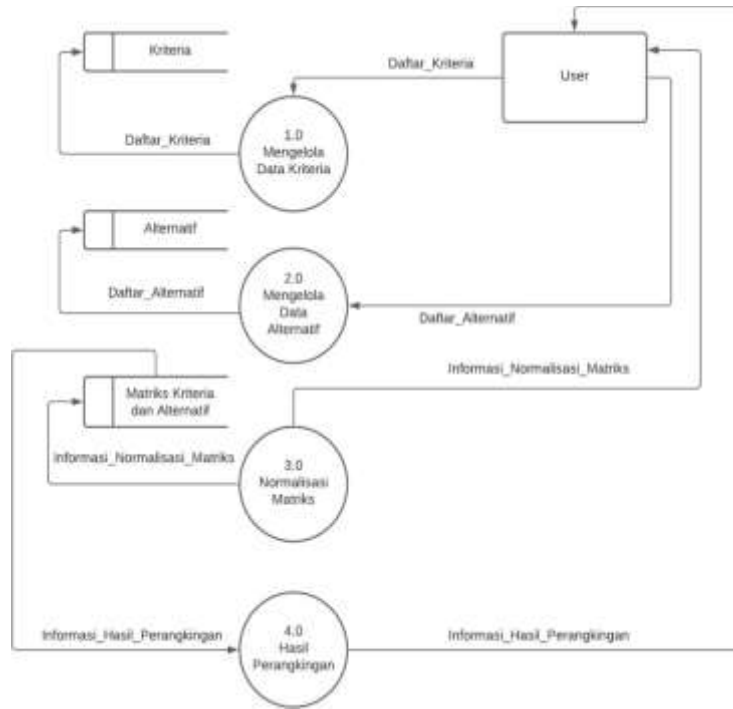 Kriteria
Daftar_Kriteria
User
Daftar_Kriteria
1.0
Mengelola
Data Kriteria
Alternatif
Daftar_Alternatif
2.0
Mengelola
Data
Alternatif
Daftar_Alternatif
Informasi_Normalisasi_Matriks
Matriks Kriteria
dan Alternatif
Informasi_Normalisasi_Matriks
3.0
Normalisasi
Matriks
Informasi_Hasil_Perangkingan
4.0
Hasil
Perangkingan
Informasi_Hasil_Perangkingan